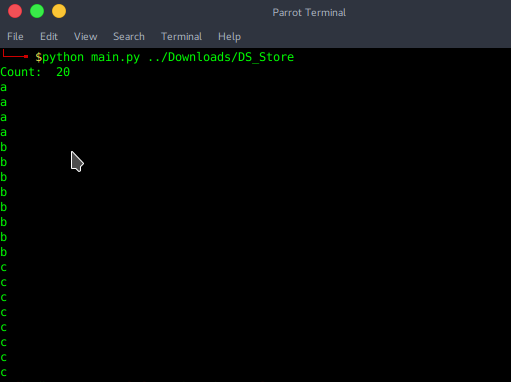 Parrot Terminal
File Edit View Search Terminal Help
$python main.py ../Downloads/DS_Store
Count:  20
a
a
a
a
b
b
b
b
b
b
b
b
c
c
c
c
c
c
c
c